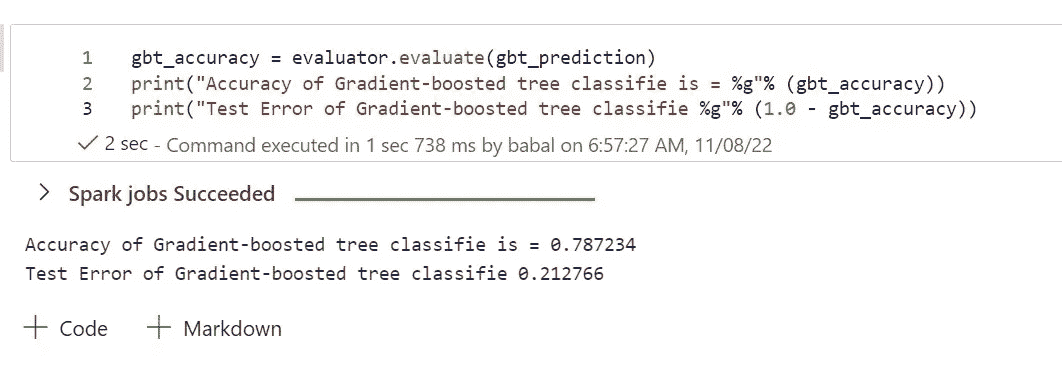 1 gbt_accuracy = evaluator.evaluate(gbt_prediction)
2 print("Accuracy of Gradient-boosted tree classifie is = %g"% (gbt_accuracy))
3 print("Test Error of Gradient-boosted tree classifie %g"% (1.0 - gbt_accuracy))
2 sec - Command executed in 1 sec 738 ms by babal on 6:57:27 AM, 11/08/22
Spark jobs Succeeded
Accuracy of Gradient-boosted tree classifie is = 0.787234
Test Error of Gradient-boosted tree classifie 0.212766
+ Code + Markdown